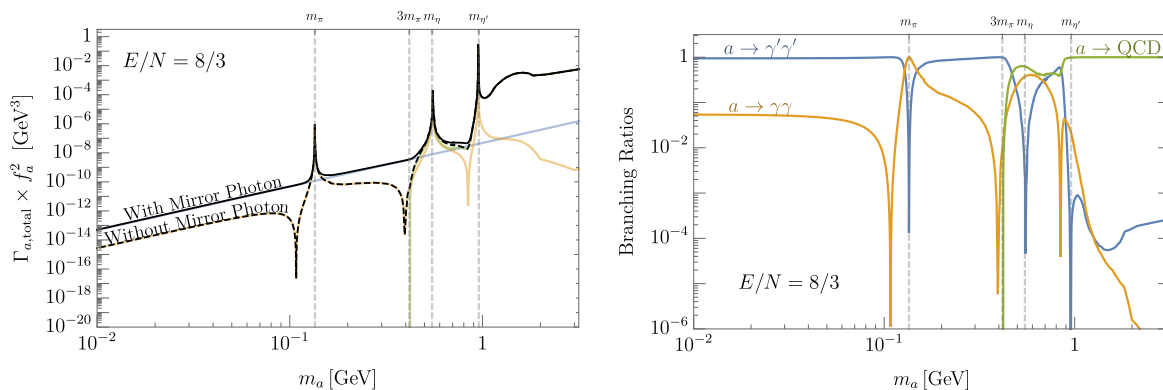 m_π 3m_π m_η m_η′
E/N = 8/3
With Mirror Photon
Without Mirror Photon
Γ_{a,total} × f_a^2 [GeV^3]
1
10^{-2}
10^{-4}
10^{-6}
10^{-8}
10^{-10}
10^{-12}
10^{-14}
10^{-16}
10^{-18}
10^{-20}
10^{-2} 10^{-1} 1
m_a [GeV]
m_π 3m_π m_η m_η′
a → γ′γ′ a → QCD
a → γγ
E/N = 8/3
Branching Ratios
1
10^{-2}
10^{-4}
10^{-6}
10^{-2} 10^{-1} 1
m_a [GeV]